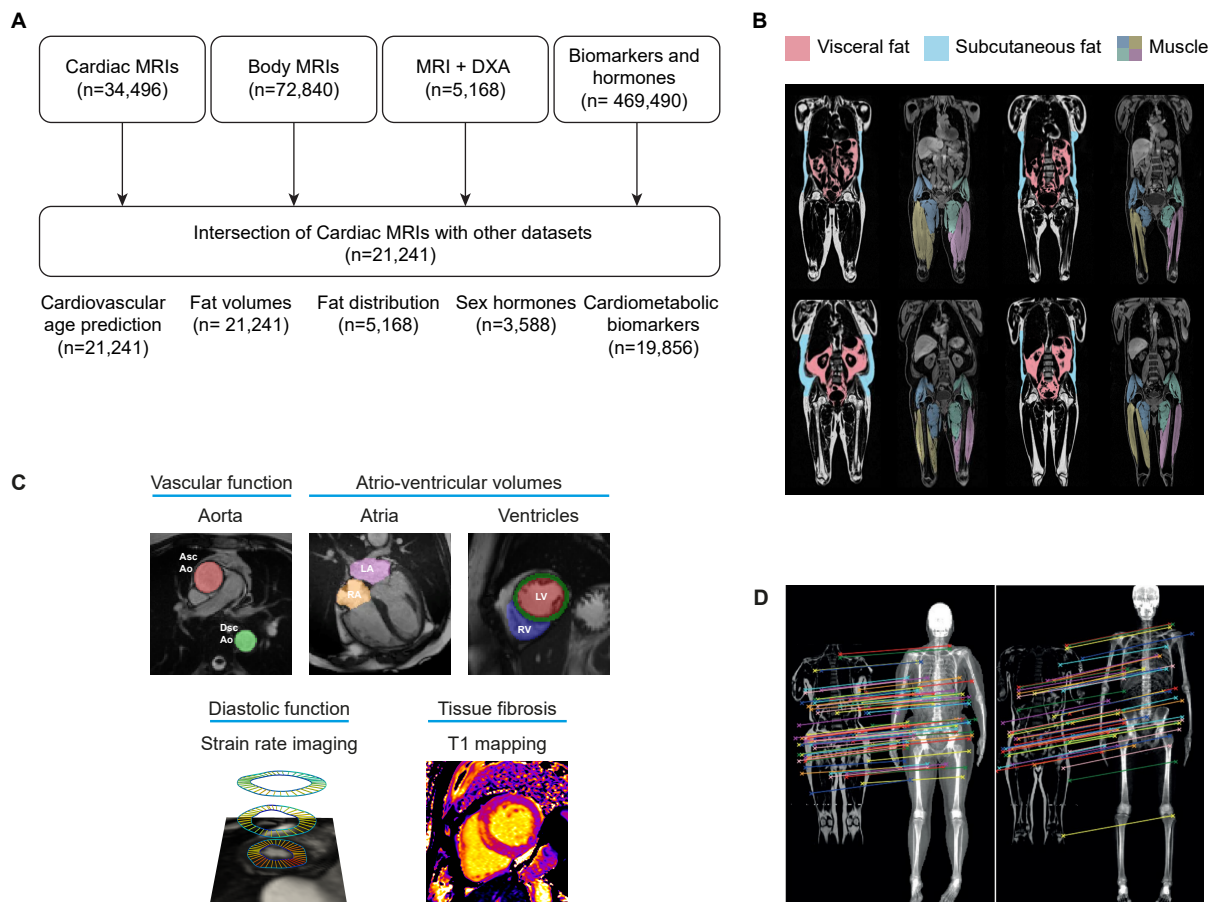 A
Cardiac MRIs
(n=34,496)
Body MRIs
(n=72,840)
MRI + DXA
(n=5,168)
Biomarkers and
hormones
(n= 469,490)
Intersection of Cardiac MRIs with other datasets
(n=21,241)
Cardiovascular
age prediction
(n=21,241)
Fat volumes
(n= 21,241)
Fat distribution
(n=5,168)
Sex hormones
(n=3,588)
Cardiometabolic
biomarkers
(n=19,856)
B
Visceral fat
Subcutaneous fat
Muscle
C
Vascular function
Atrio-ventricular volumes
Aorta
Atria
Ventricles
Asc
Ao
Dsc
Ao
LA
RA
LV
RV
Diastolic function
Tissue fibrosis
Strain rate imaging
T1 mapping
D